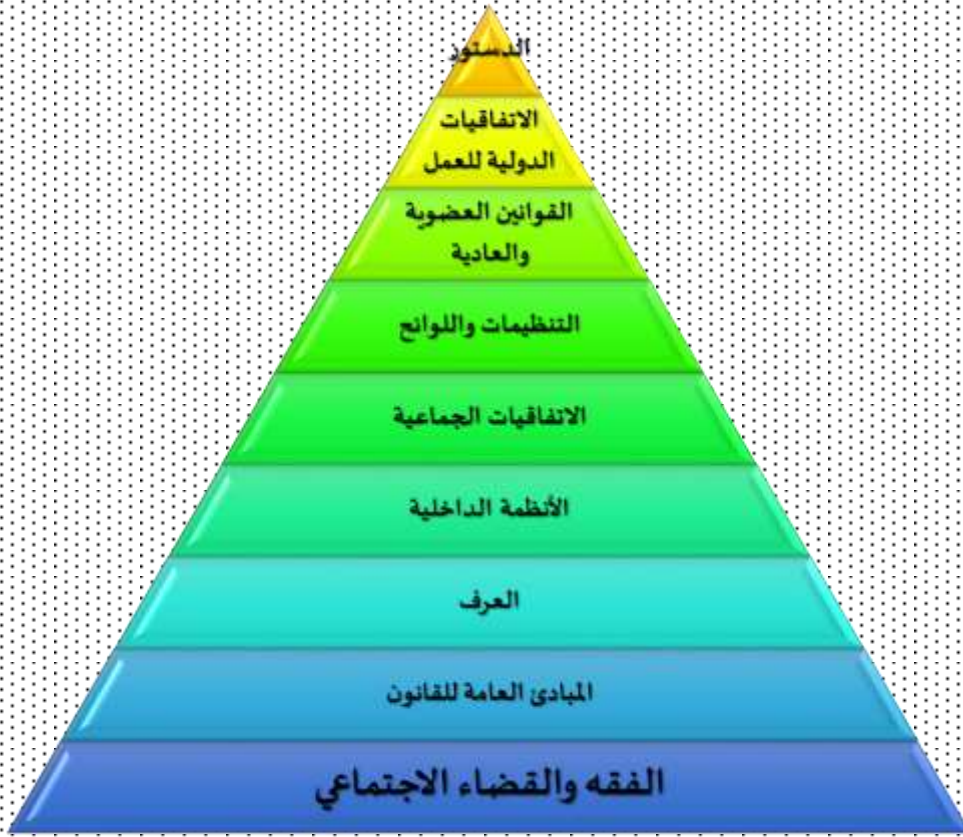 الدستور
الاتفاقيات
الدولية للعمل
القوانين العضوية
والعادية
التنظيمات واللوائح
الاتفاقيات الجماعية
الأنظمة الداخلية
العرف
المبادئ العامة للقانون
الفقه والقضاء الاجتماعي